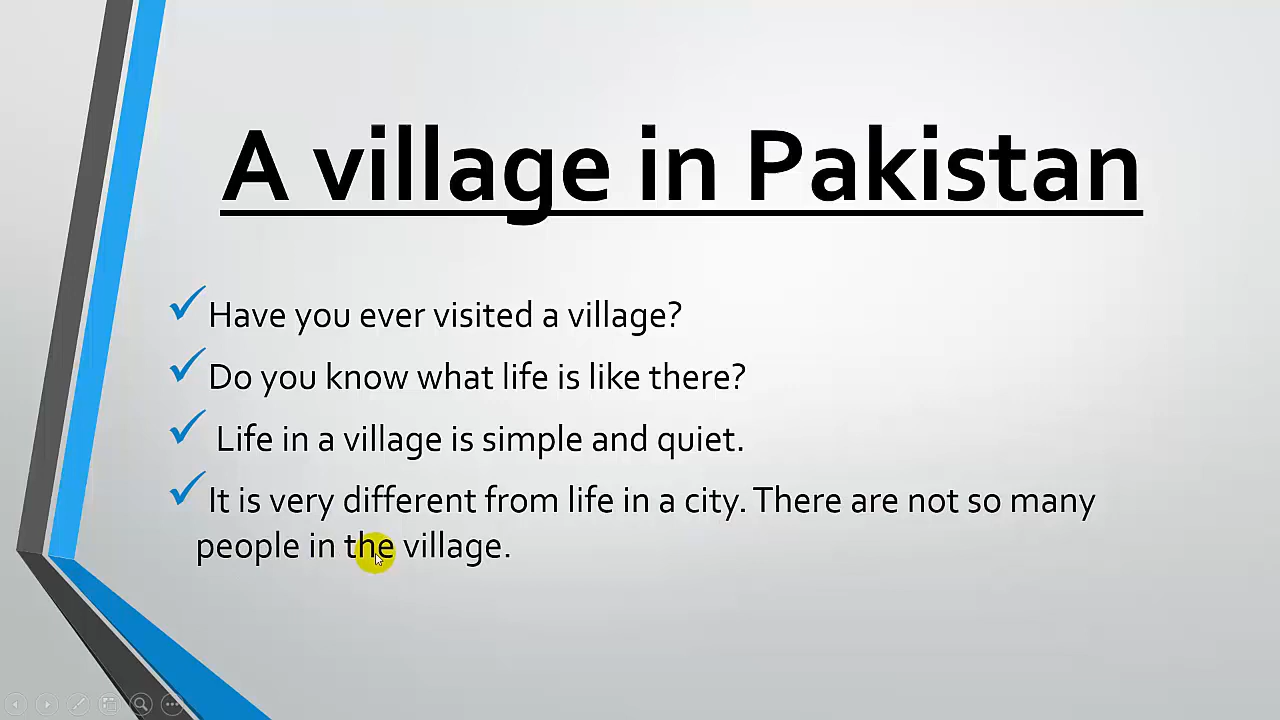 A village in Pakistan
Have you ever visited a village?
Do you know what life is like there?
Life in a village is simple and quiet.
It is very different from life in a city. There are not so many
people in the village.